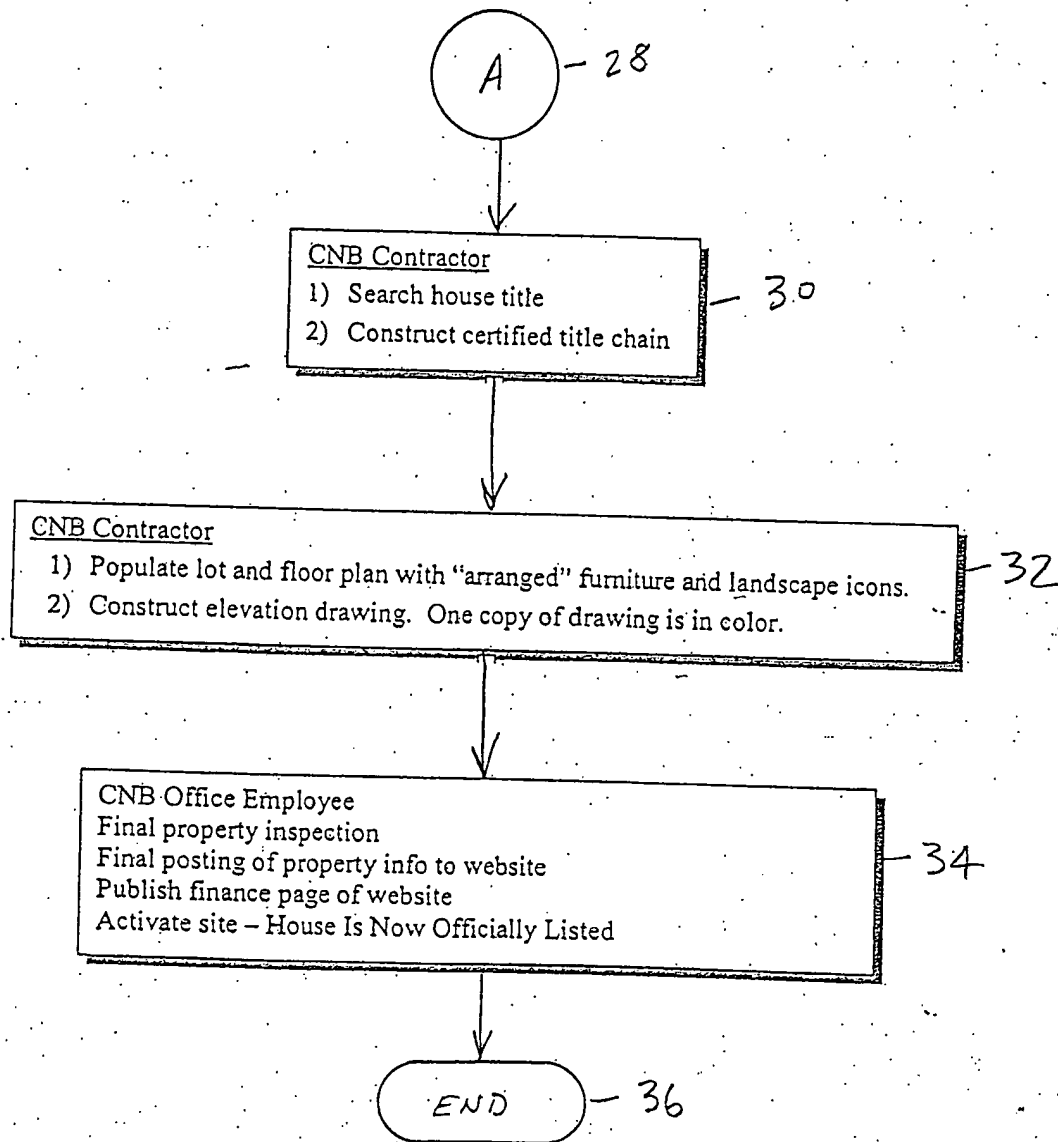 A - 28
CNB Contractor
1) Search house title
2) Construct certified title chain
- 30
CNB Contractor
1) Populate lot and floor plan with “arranged” furniture and landscape icons.
2) Construct elevation drawing. One copy of drawing is in color.
- 32
CNB Office Employee
Final property inspection
Final posting of property info to website
Publish finance page of website
Activate site – House Is Now Officially Listed
- 34
END - 36